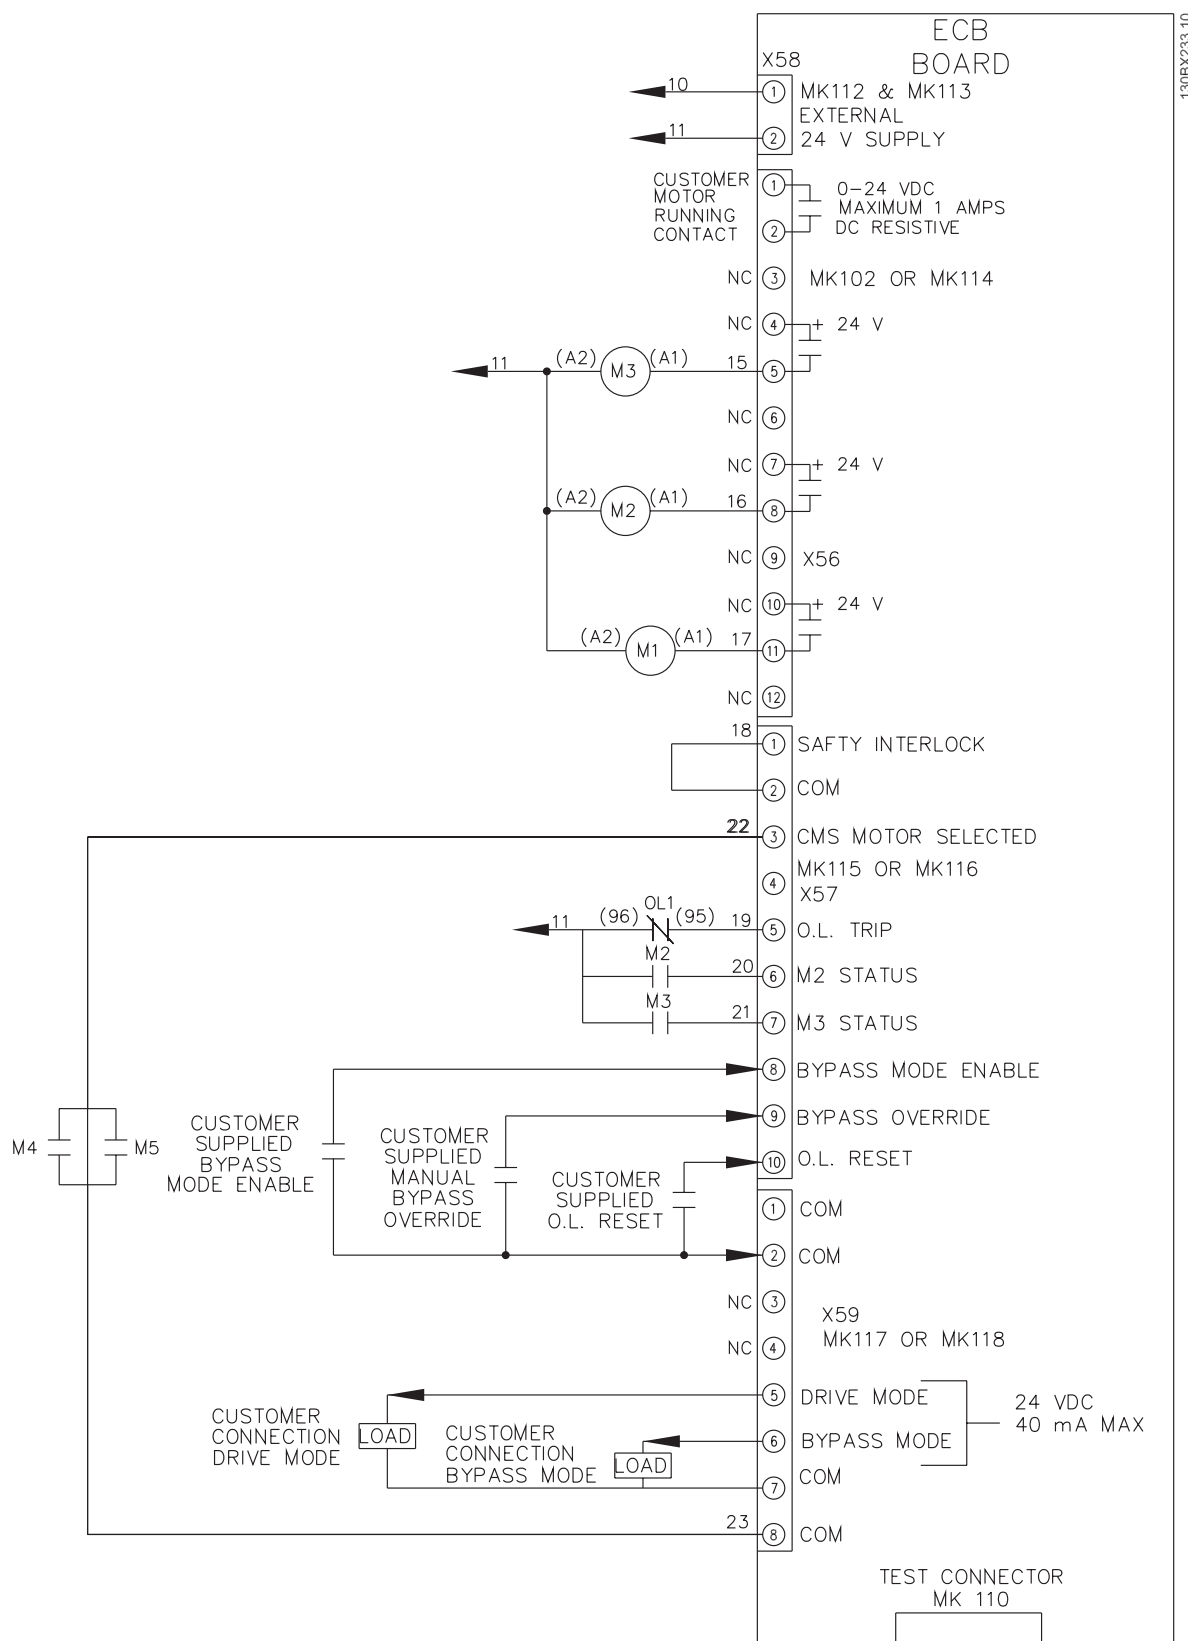 130BX233.10
ECB
BOARD
X58
10
1
MK112 & MK113
EXTERNAL
11
2
24 V SUPPLY
CUSTOMER
MOTOR
RUNNING
CONTACT
1
0-24 VDC
MAXIMUM 1 AMPS
DC RESISTIVE
2
NC 3 MK102 OR MK114
NC 4 + 24 V
11 (A2) M3 (A1) 15 5
NC 6
NC 7 + 24 V
(A2) M2 (A1) 16 8
NC 9 X56
NC 10 + 24 V
(A2) M1 (A1) 17 11
NC 12
18 1 SAFTY INTERLOCK
2 COM
22 3 CMS MOTOR SELECTED
4 MK115 OR MK116
X57
OL1
11 (96) (95) 19 5 O.L. TRIP
M2
20 6 M2 STATUS
M3
21 7 M3 STATUS
8 BYPASS MODE ENABLE
9 BYPASS OVERRIDE
10 O.L. RESET
M4
M5
CUSTOMER
SUPPLIED
BYPASS
MODE ENABLE
CUSTOMER
SUPPLIED
MANUAL
BYPASS
OVERRIDE
CUSTOMER
SUPPLIED
O.L. RESET
1 COM
2 COM
NC 3
X59
MK117 OR MK118
NC 4
5 DRIVE MODE
24 VDC
40 mA MAX
CUSTOMER
CONNECTION
DRIVE MODE
LOAD
CUSTOMER
CONNECTION
BYPASS MODE
LOAD
6 BYPASS MODE
7 COM
23 8 COM
TEST CONNECTOR
MK 110